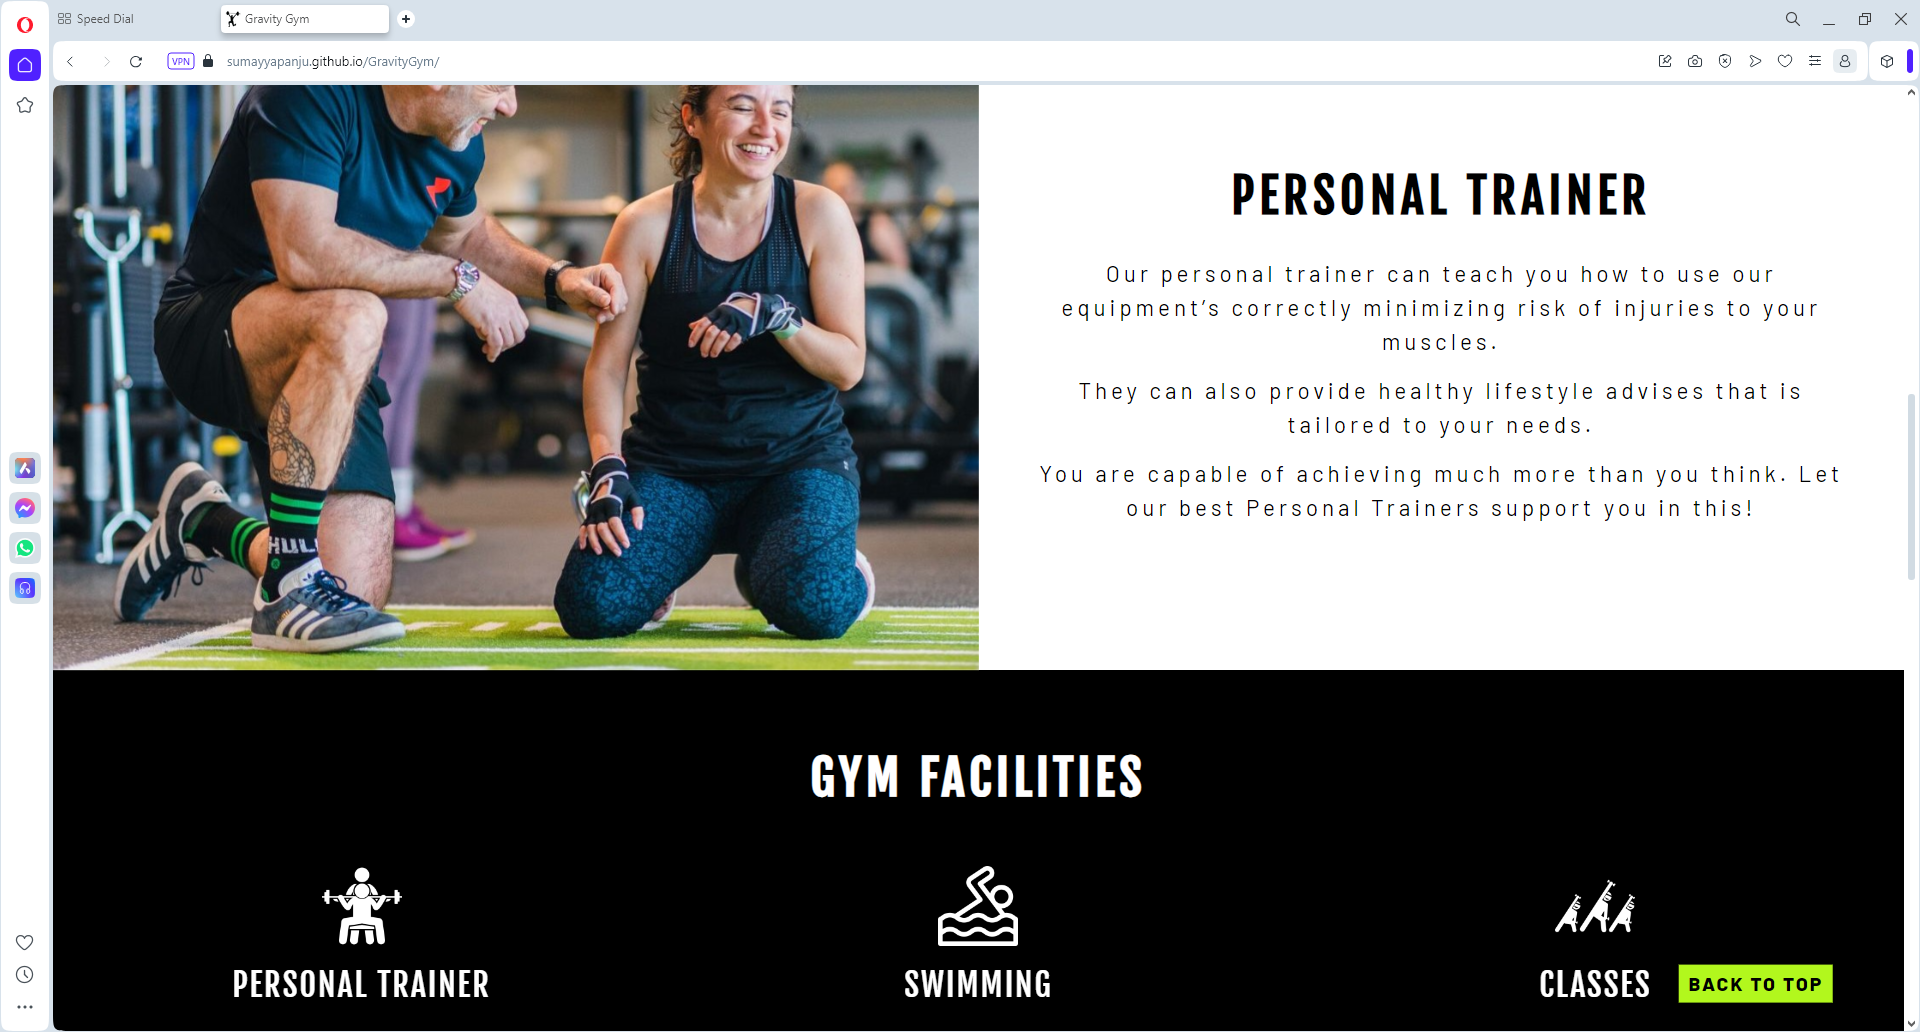 Speed Dial
Gravity Gym
VPN
sumayyapanju.github.io/GravityGym/
PERSONAL TRAINER
Our personal trainer can teach you how to use our
equipment’s correctly minimizing risk of injuries to your
muscles.
They can also provide healthy lifestyle advises that is
tailored to your needs.
You are capable of achieving much more than you think. Let
our best Personal Trainers support you in this!
GYM FACILITIES
PERSONAL TRAINER
SWIMMING
CLASSES
BACK TO TOP